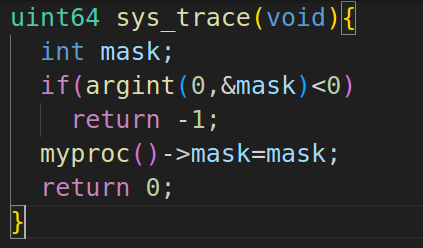 uint64 sys_trace(void){
  int mask;
  if(argint(0,&mask)<0)
    return -1;
  myproc()->mask=mask;
  return 0;
}